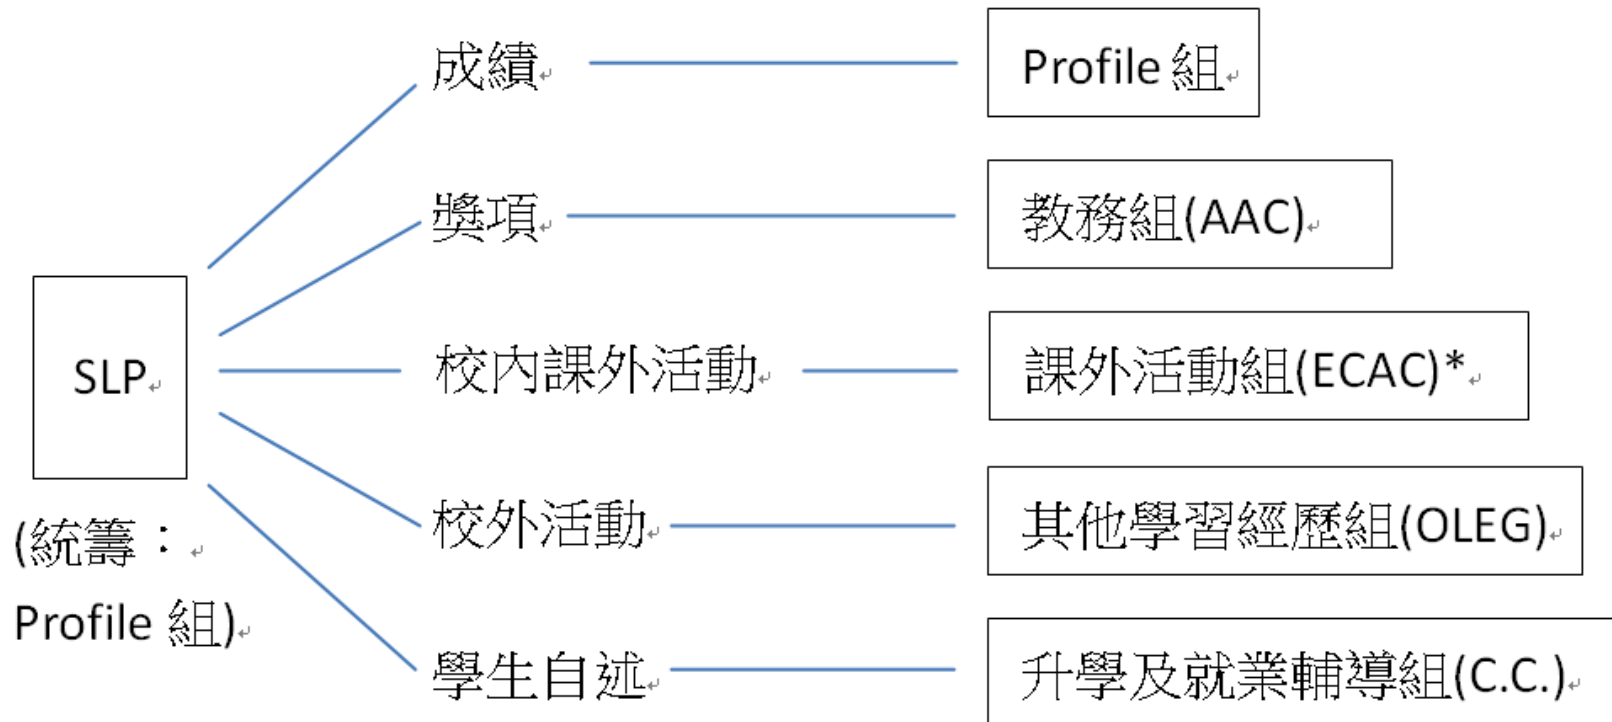 成績
Profile 組
獎項
教務組(AAC)
SLP
校內課外活動
課外活動組(ECAC)*
(統籌：
Profile 組)
校外活動
其他學習經歷組(OLEG)
學生自述
升學及就業輔導組(C.C.)